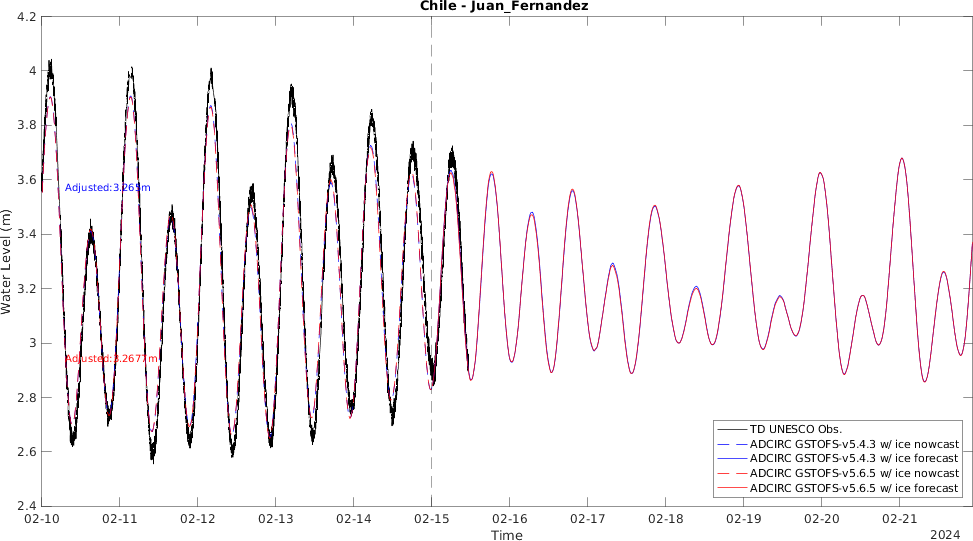 Chile - Juan_Fernandez
4.2
4
3.8
3.6
3.4
3.2
3
2.8
2.6
2.4
Water Level (m)
Adjusted:3.265m
Adjusted:3.2677m
TD UNESCO Obs.
ADCIRC GSTOFS-v5.4.3 w/ ice nowcast
ADCIRC GSTOFS-v5.4.3 w/ ice forecast
ADCIRC GSTOFS-v5.6.5 w/ ice nowcast
ADCIRC GSTOFS-v5.6.5 w/ ice forecast
02-10 02-11 02-12 02-13 02-14 02-15 02-16 02-17 02-18 02-19 02-20 02-21
Time
2024